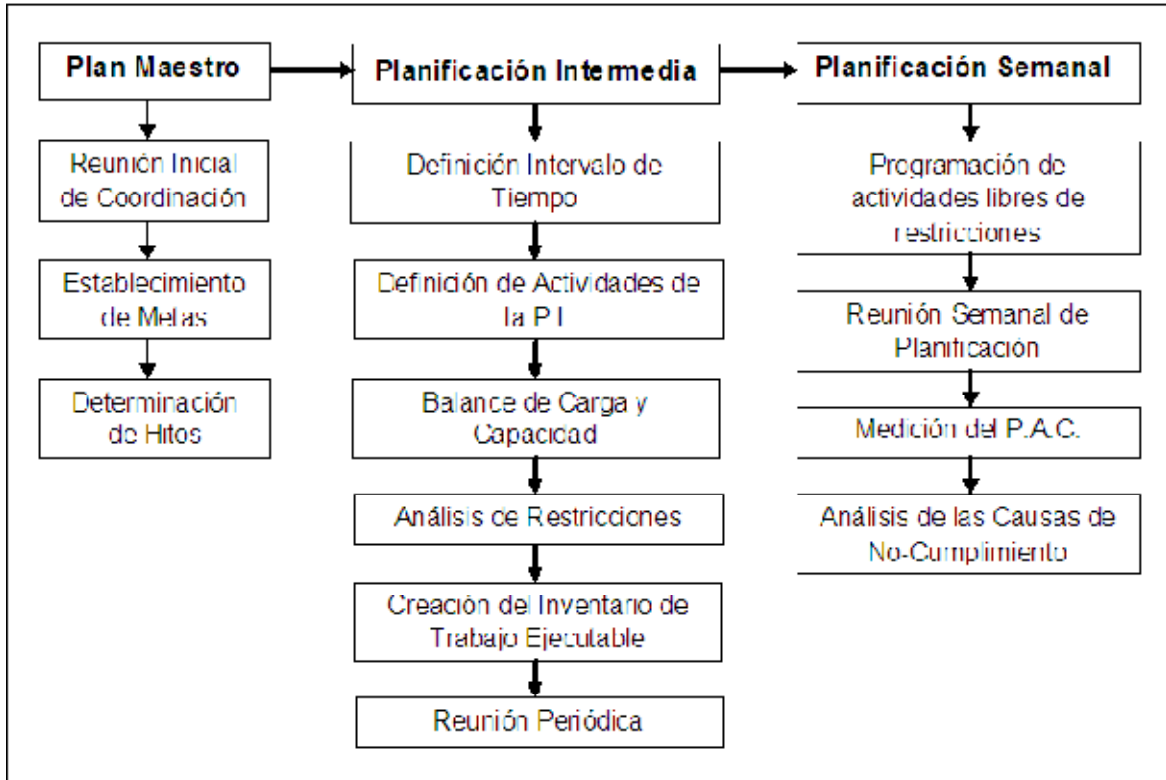 Plan Maestro
Reunión Inicial
de Coordinación
Establecimiento
de Metas
Determinación
de Hitos
Planificación Intermedia
Definición Intervalo de
Tiempo
Definición de Actividades de
la P.I
Balance de Carga y
Capacidad
Análisis de Restricciones
Creación del Inventario de
Trabajo Ejecutable
Reunión Periódica
Planificación Semanal
Programación de
actividades libres de
restricciones
Reunión Semanal de
Planificación
Medición del P.A.C.
Análisis de las Causas de
No-Cumplimiento